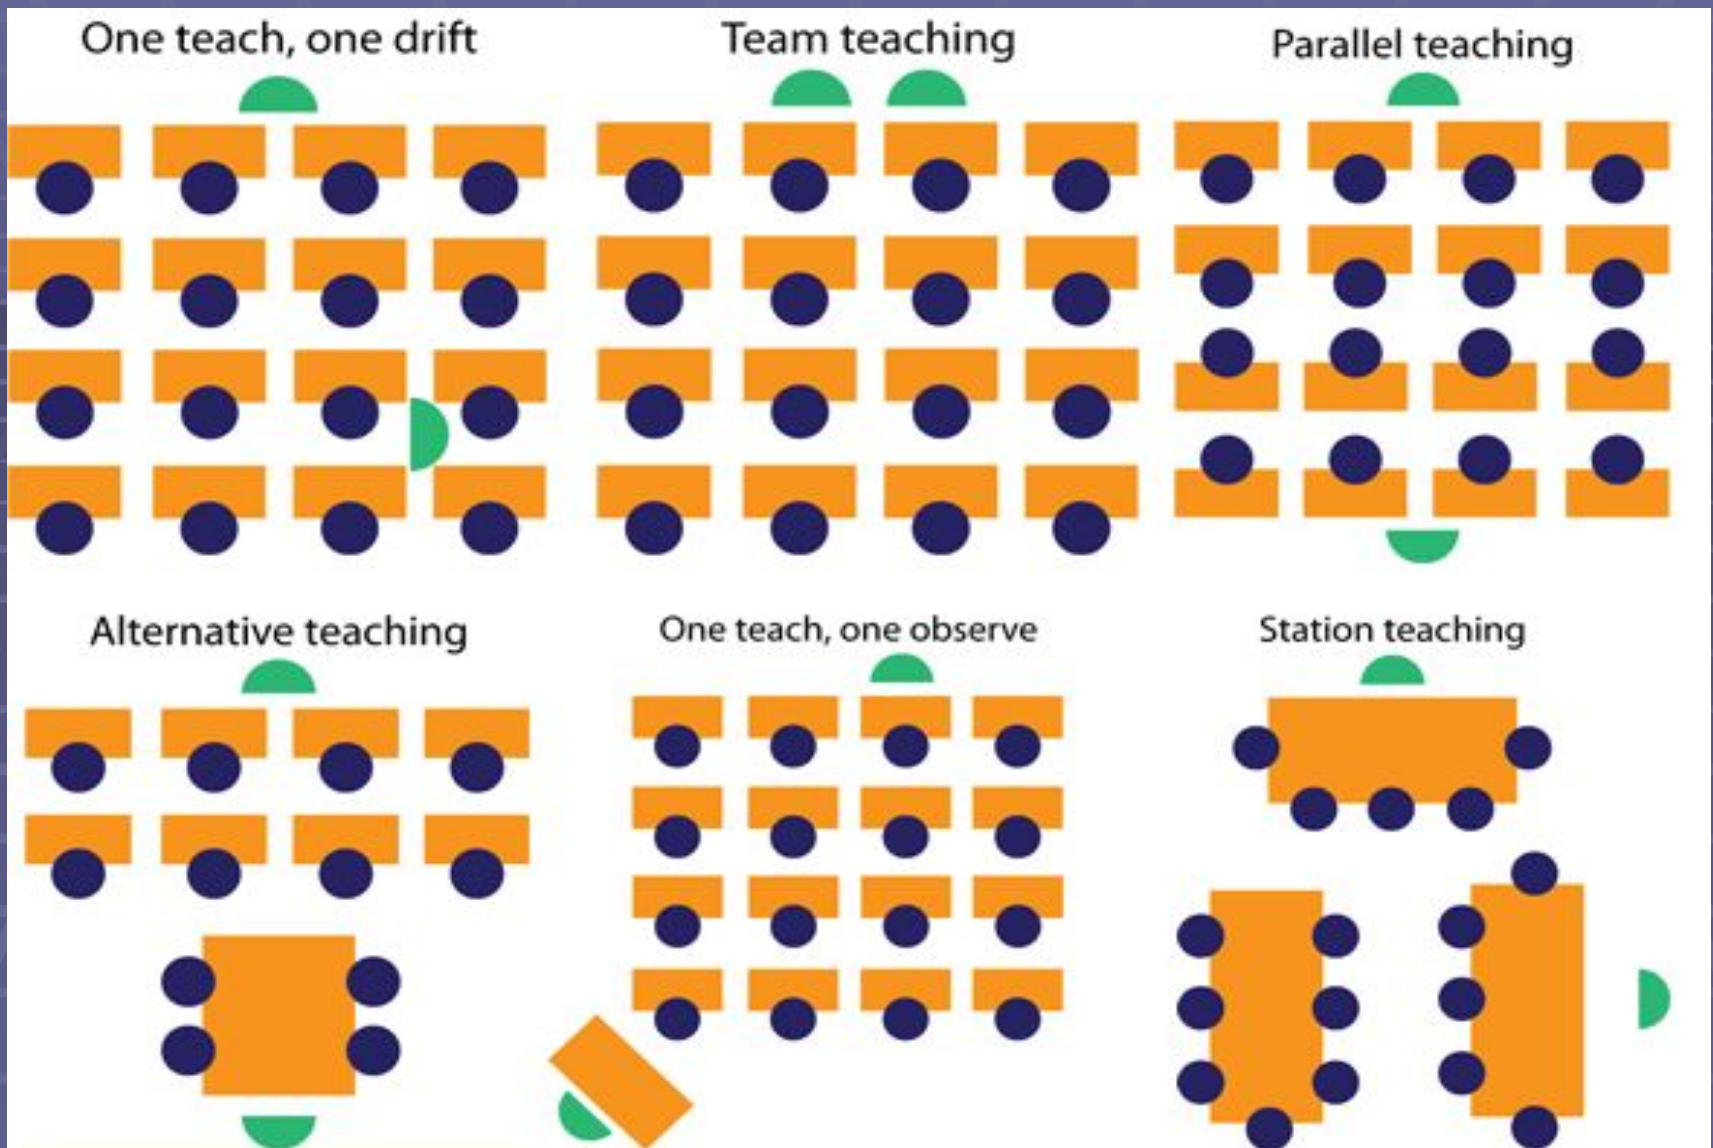 One teach, one drift
Team teaching
Parallel teaching
Alternative teaching
One teach, one observe
Station teaching